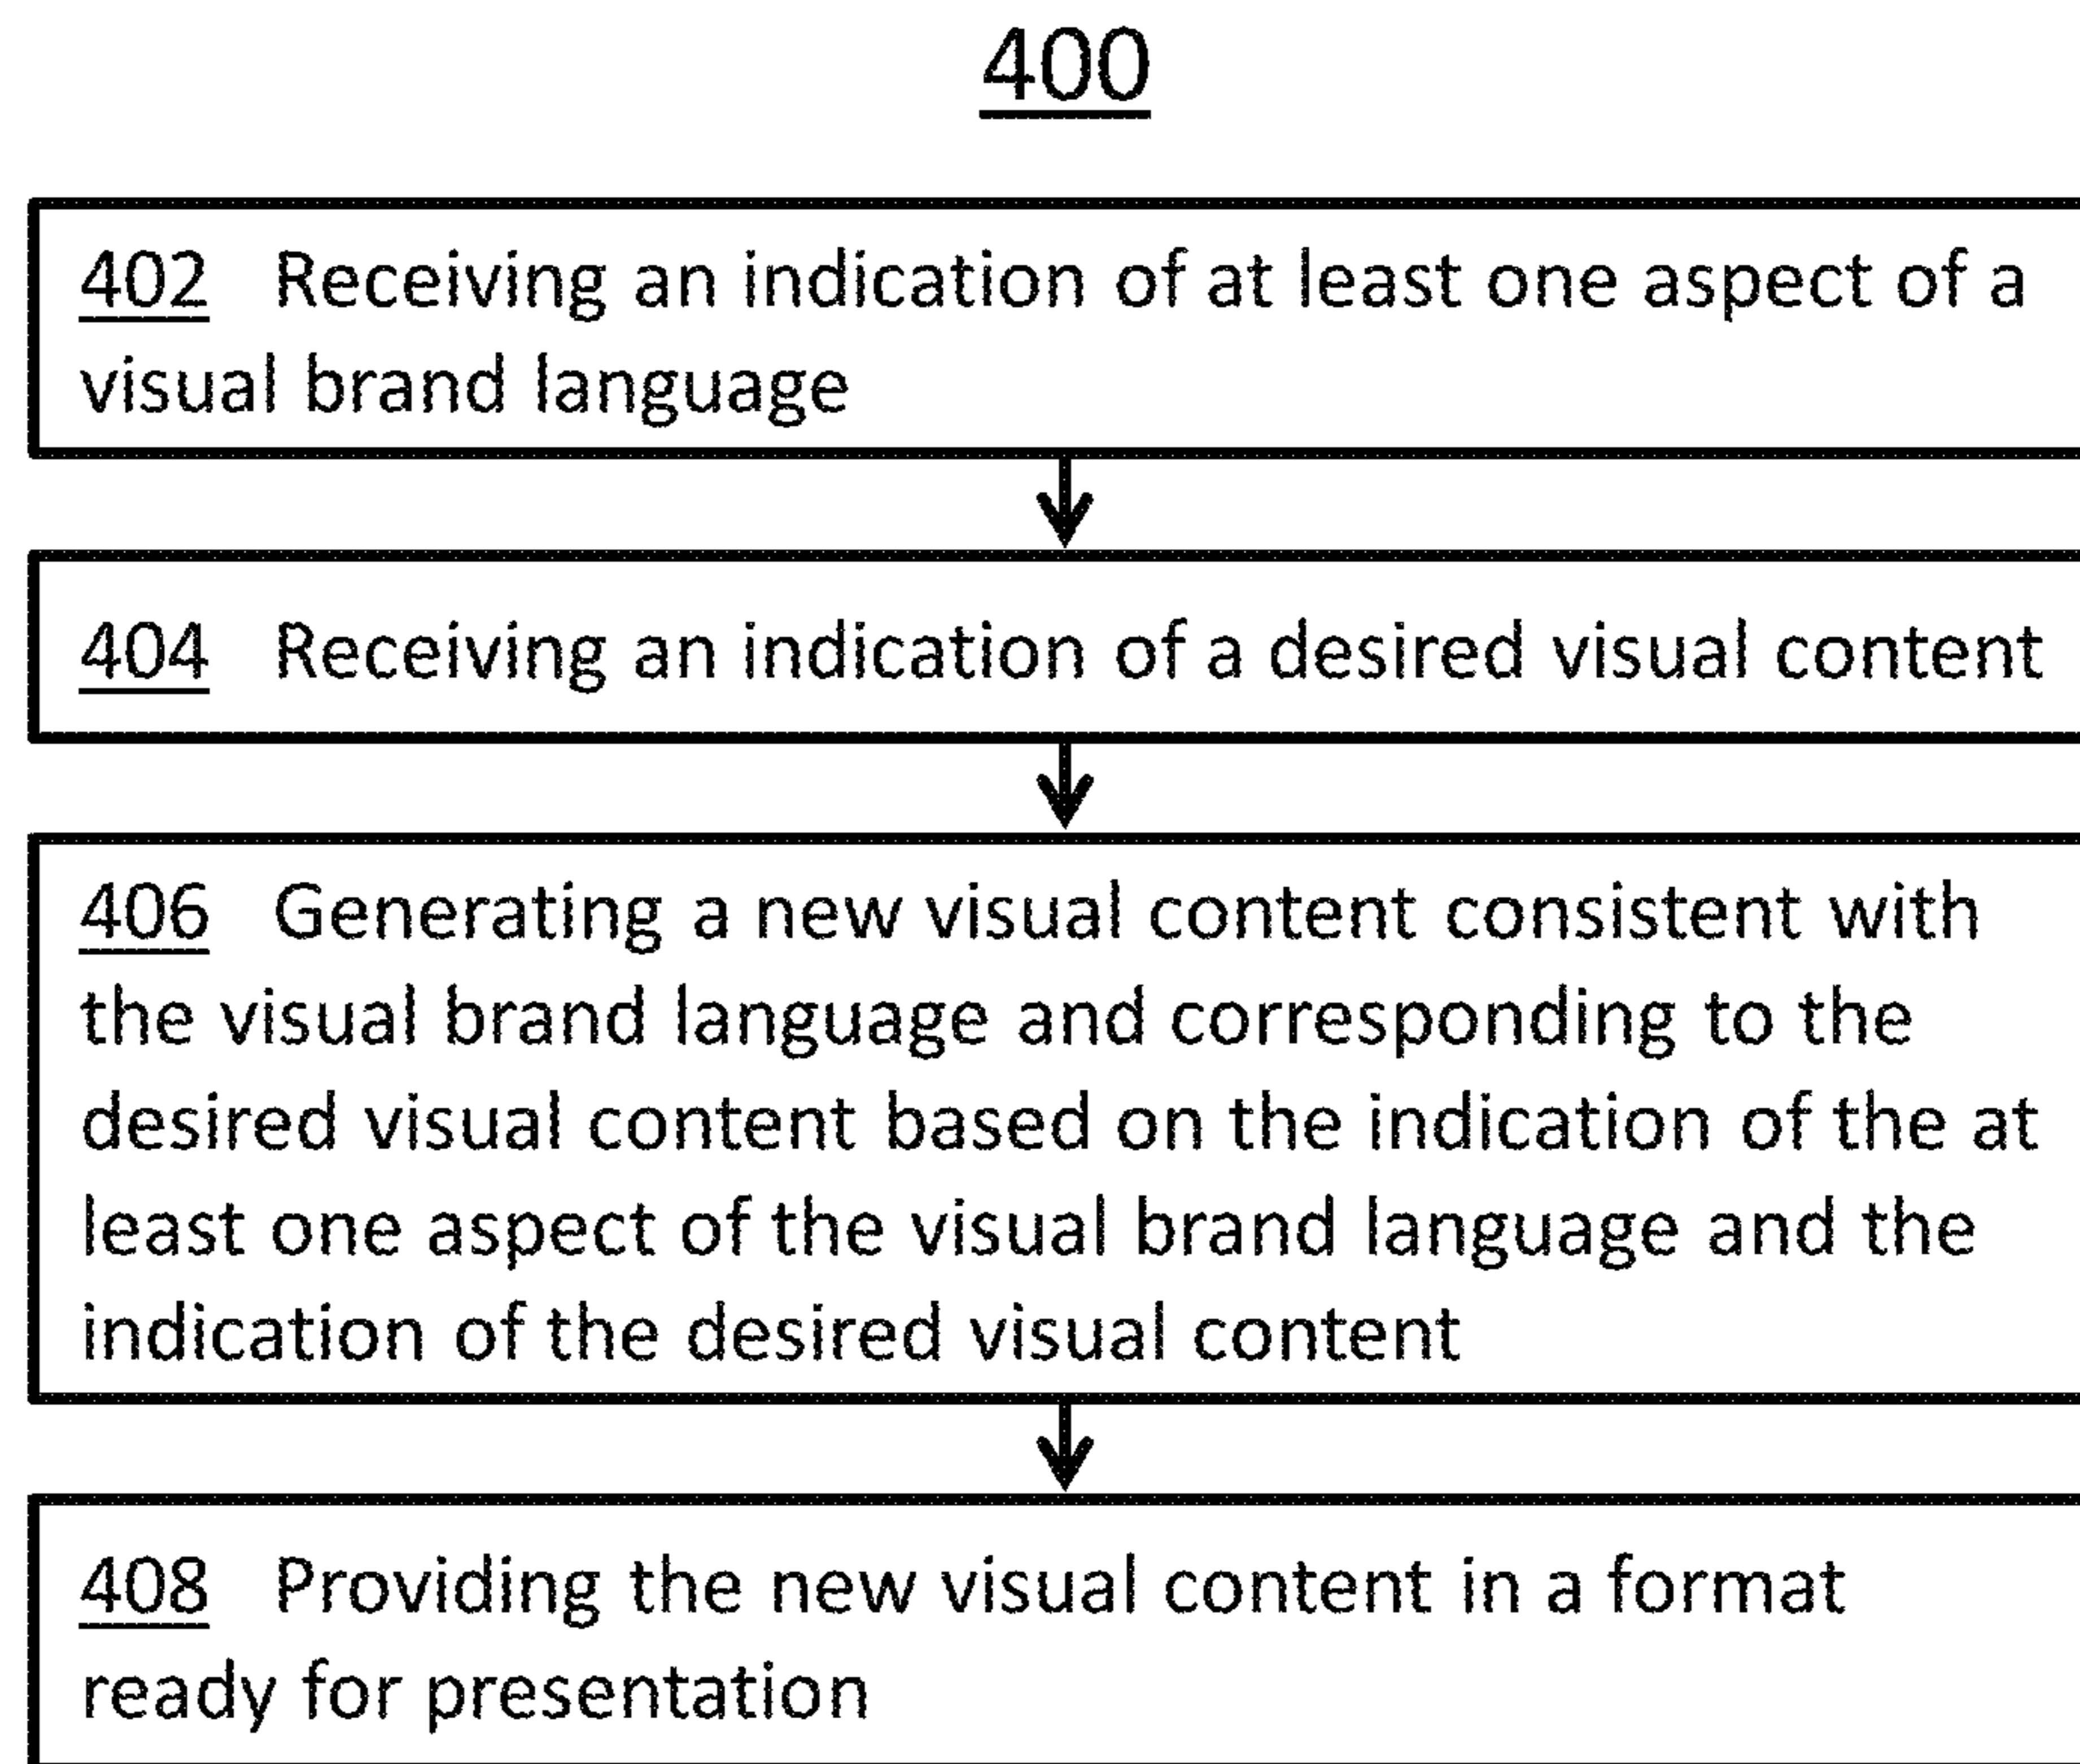 400
402 Receiving an indication of at least one aspect of a
visual brand language
404 Receiving an indication of a desired visual content
406 Generating a new visual content consistent with
the visual brand language and corresponding to the
desired visual content based on the indication of the at
least one aspect of the visual brand language and the
indication of the desired visual content
408 Providing the new visual content in a format
ready for presentation